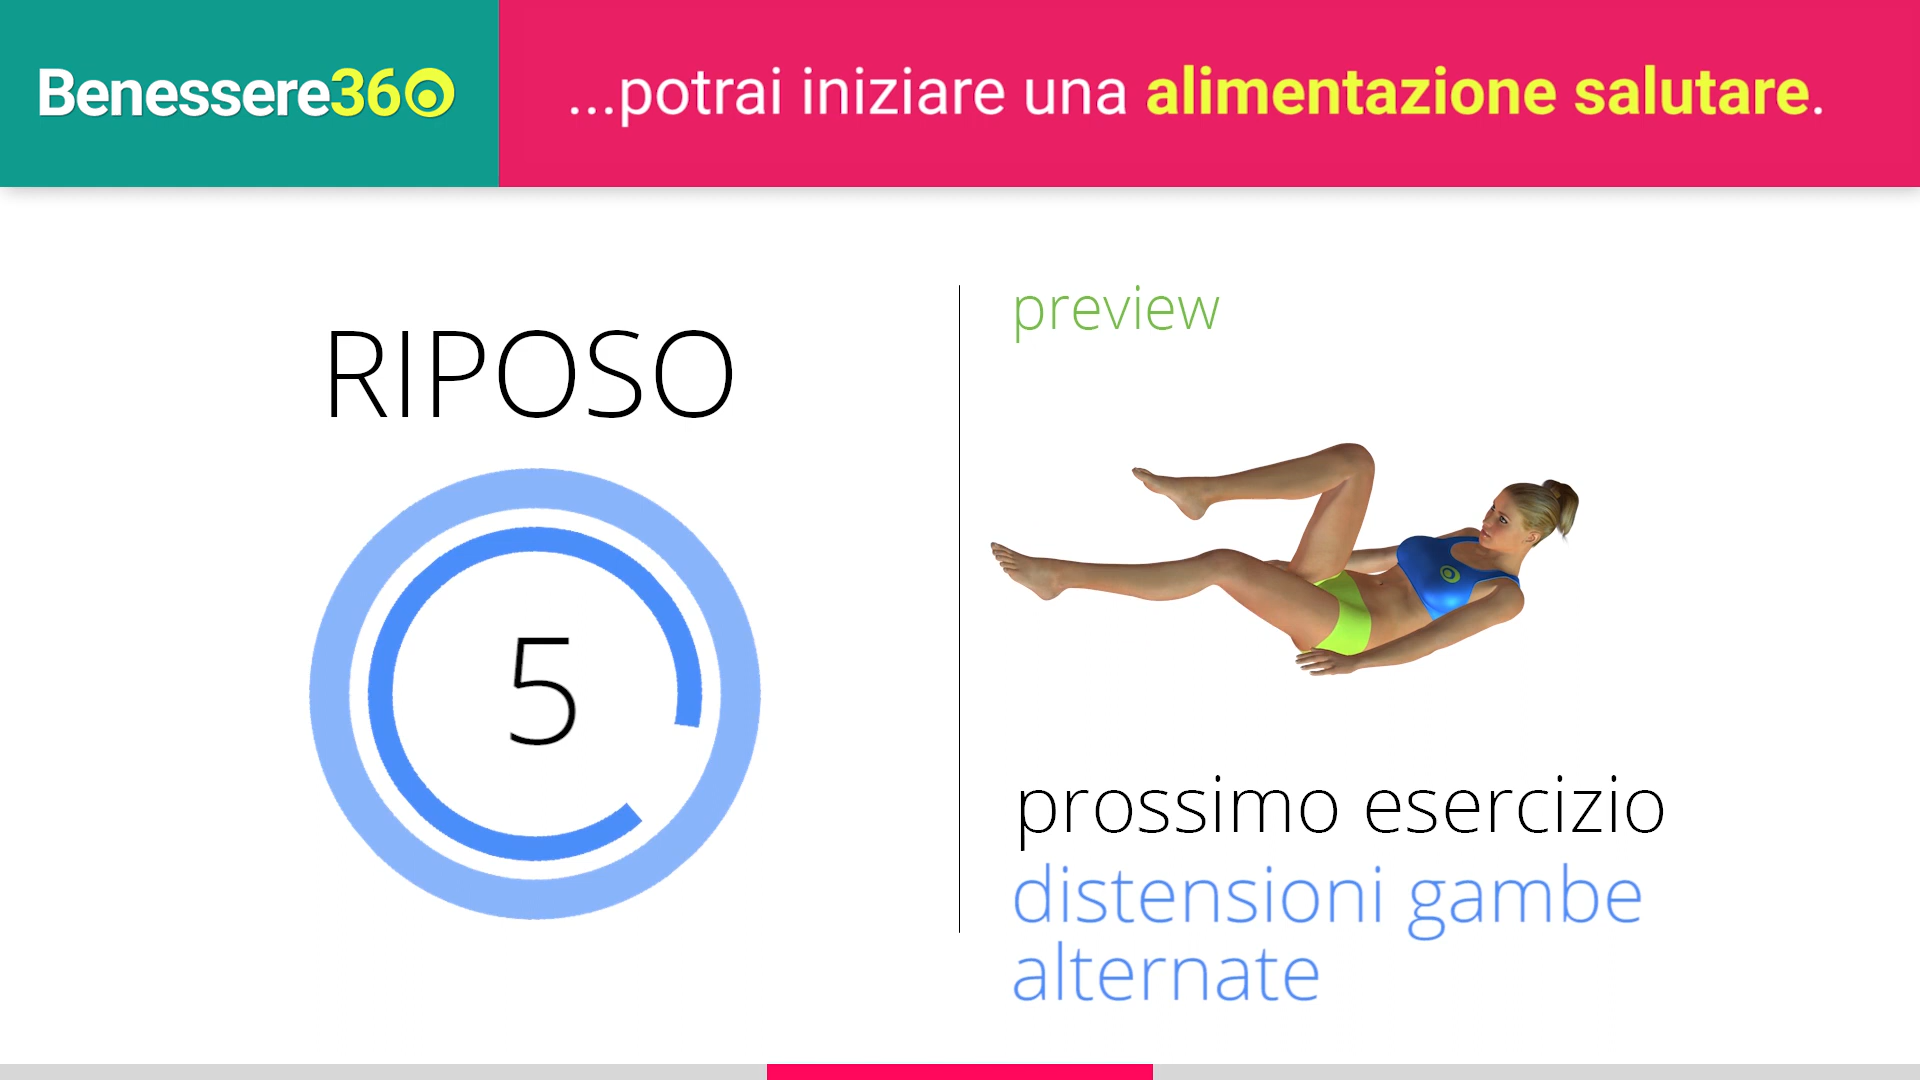 Benessere360
...potrai iniziare una alimentazione salutare.
RIPOSO
5
preview
prossimo esercizio
distensioni gambe
alternate